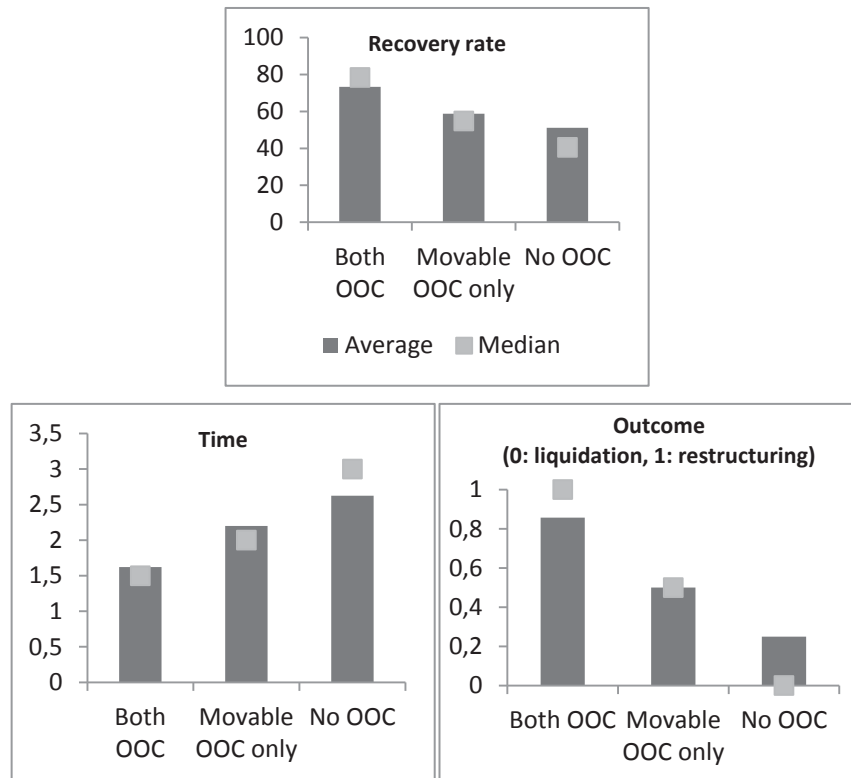 Recovery rate
100
80
60
40
20
0
Both
OOC
Movable
OOC only
No OOC
Average
Median
Time
3,5
3
2,5
2
1,5
1
0,5
0
Both
OOC
Movable
OOC only
No OOC
Outcome
(0: liquidation, 1: restructuring)
1
0,8
0,6
0,4
0,2
0
Both OOC
Movable
OOC only
No OOC